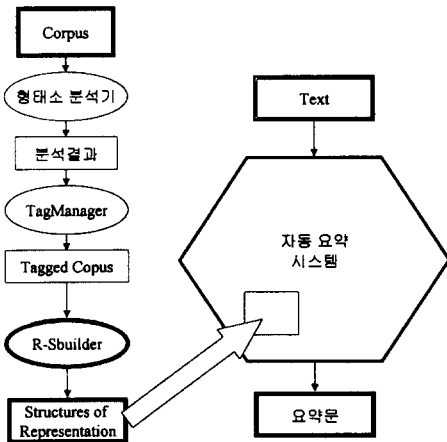 Corpus
형태소 분석기
분석결과
TagManager
Tagged Copus
R-Sbuilder
Structures of
Representation
Text
자동 요약
시스템
요약문